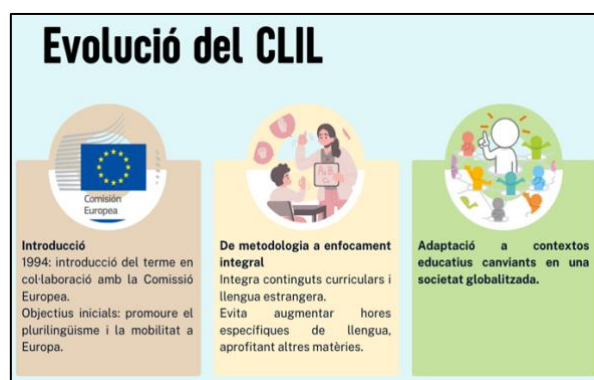 Evolució del CLIL
Comisión
Europea
Introducció
1994: introducció del terme en
col·laboració amb la Comissió
Europea.
Objectius inicials: promoure el
plurilingüisme i la mobilitat a
Europa.
De metodologia a enfocament
integral
Integra continguts curriculars i
llengua estrangera.
Evita augmentar hores
específiques de llengua,
aprofitant altres matèries.
Adaptació a contextos
educatius canviants en una
societat globalitzada.